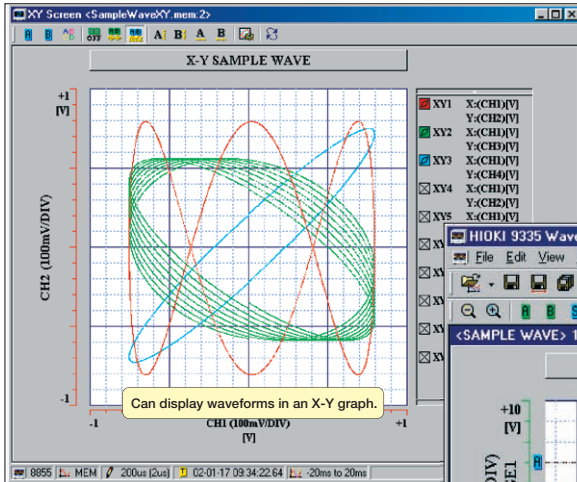 XY Screen <SampleWaveXY.mem:2>
A B OFF A B A B
X-Y SAMPLE WAVE
+1
[V]
CH2 (100mV/DIV)
-1
-1 CH1 (100mV/DIV) +1
[V]
Can display waveforms in an X-Y graph.
XY1 X:(CH1)[V]
Y:(CH2)[V]
XY2 X:(CH1)[V]
Y:(CH3)[V]
XY3 X:(CH1)[V]
Y:(CH4)[V]
XY4 X:(CH1)[V]
Y:(CH2)[V]
XY5 X:(CH1)[V]
HIOKI 9335 Wave
File Edit View
A B
<SAMPLE WAVE> 1
+10
[V]
A
8855 MEM 200us [2us] 02-01-17 09:34:22.64 -20ms to 20ms